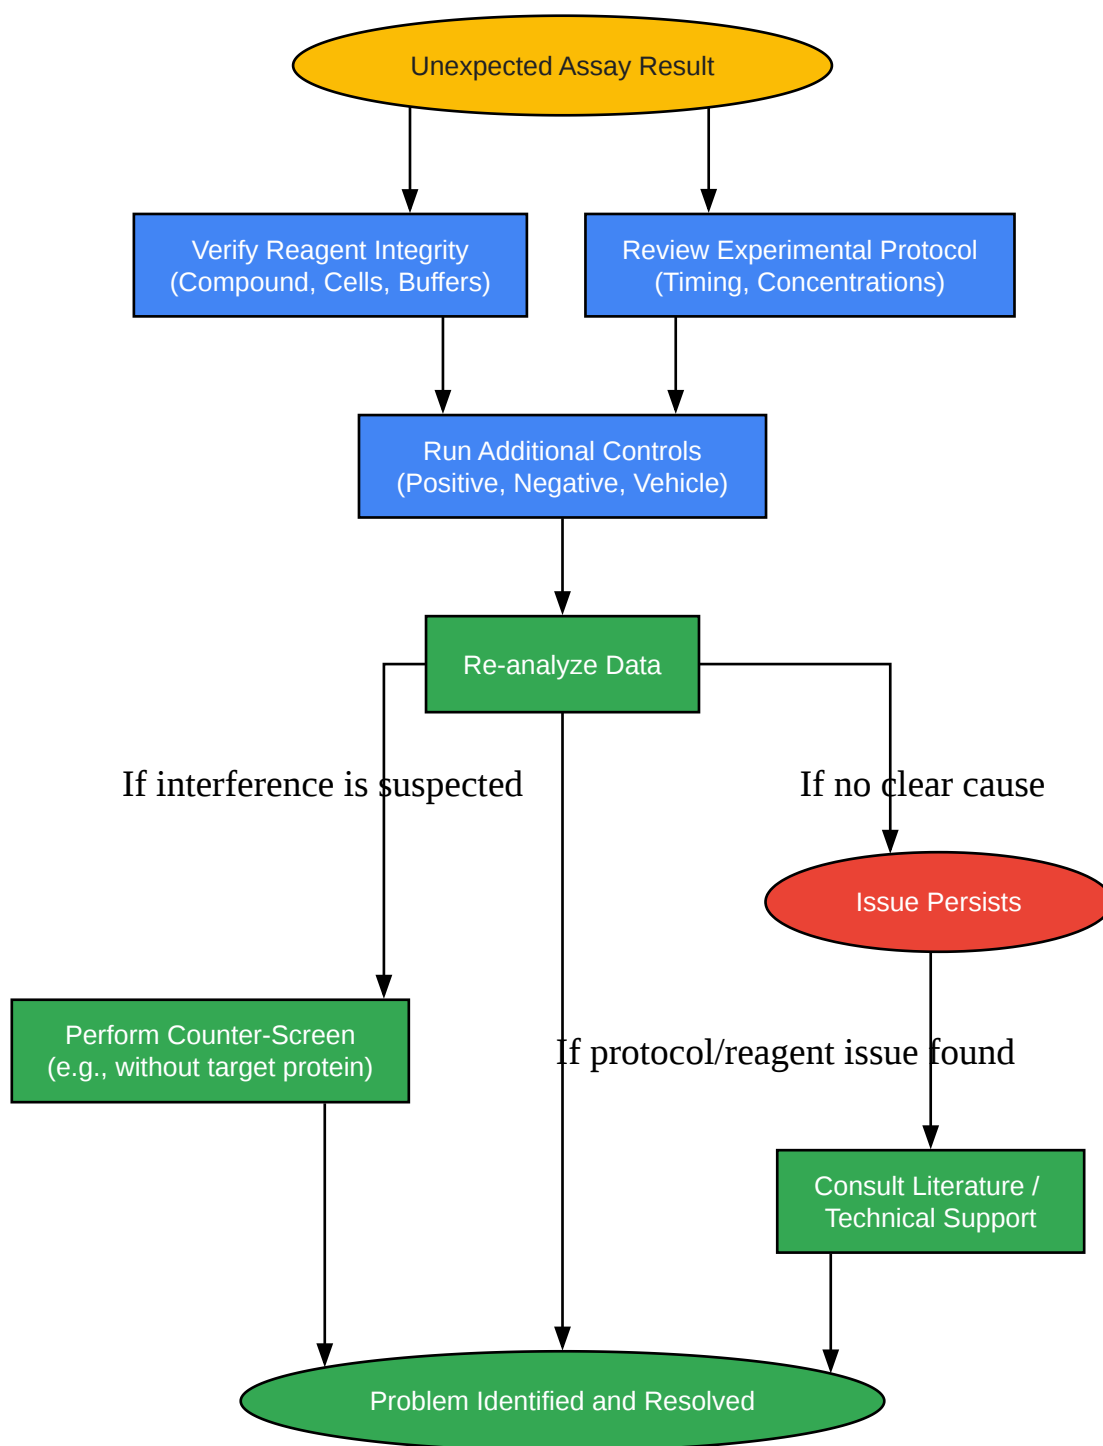 Unexpected Assay Result
Verify Reagent Integrity
(Compound, Cells, Buffers)
Review Experimental Protocol
(Timing, Concentrations)
Run Additional Controls
(Positive, Negative, Vehicle)
Re-analyze Data
If interference is suspected
If no clear cause
Issue Persists
Perform Counter-Screen
(e.g., without target protein)
If protocol/reagent issue found
Consult Literature /
Technical Support
Problem Identified and Resolved